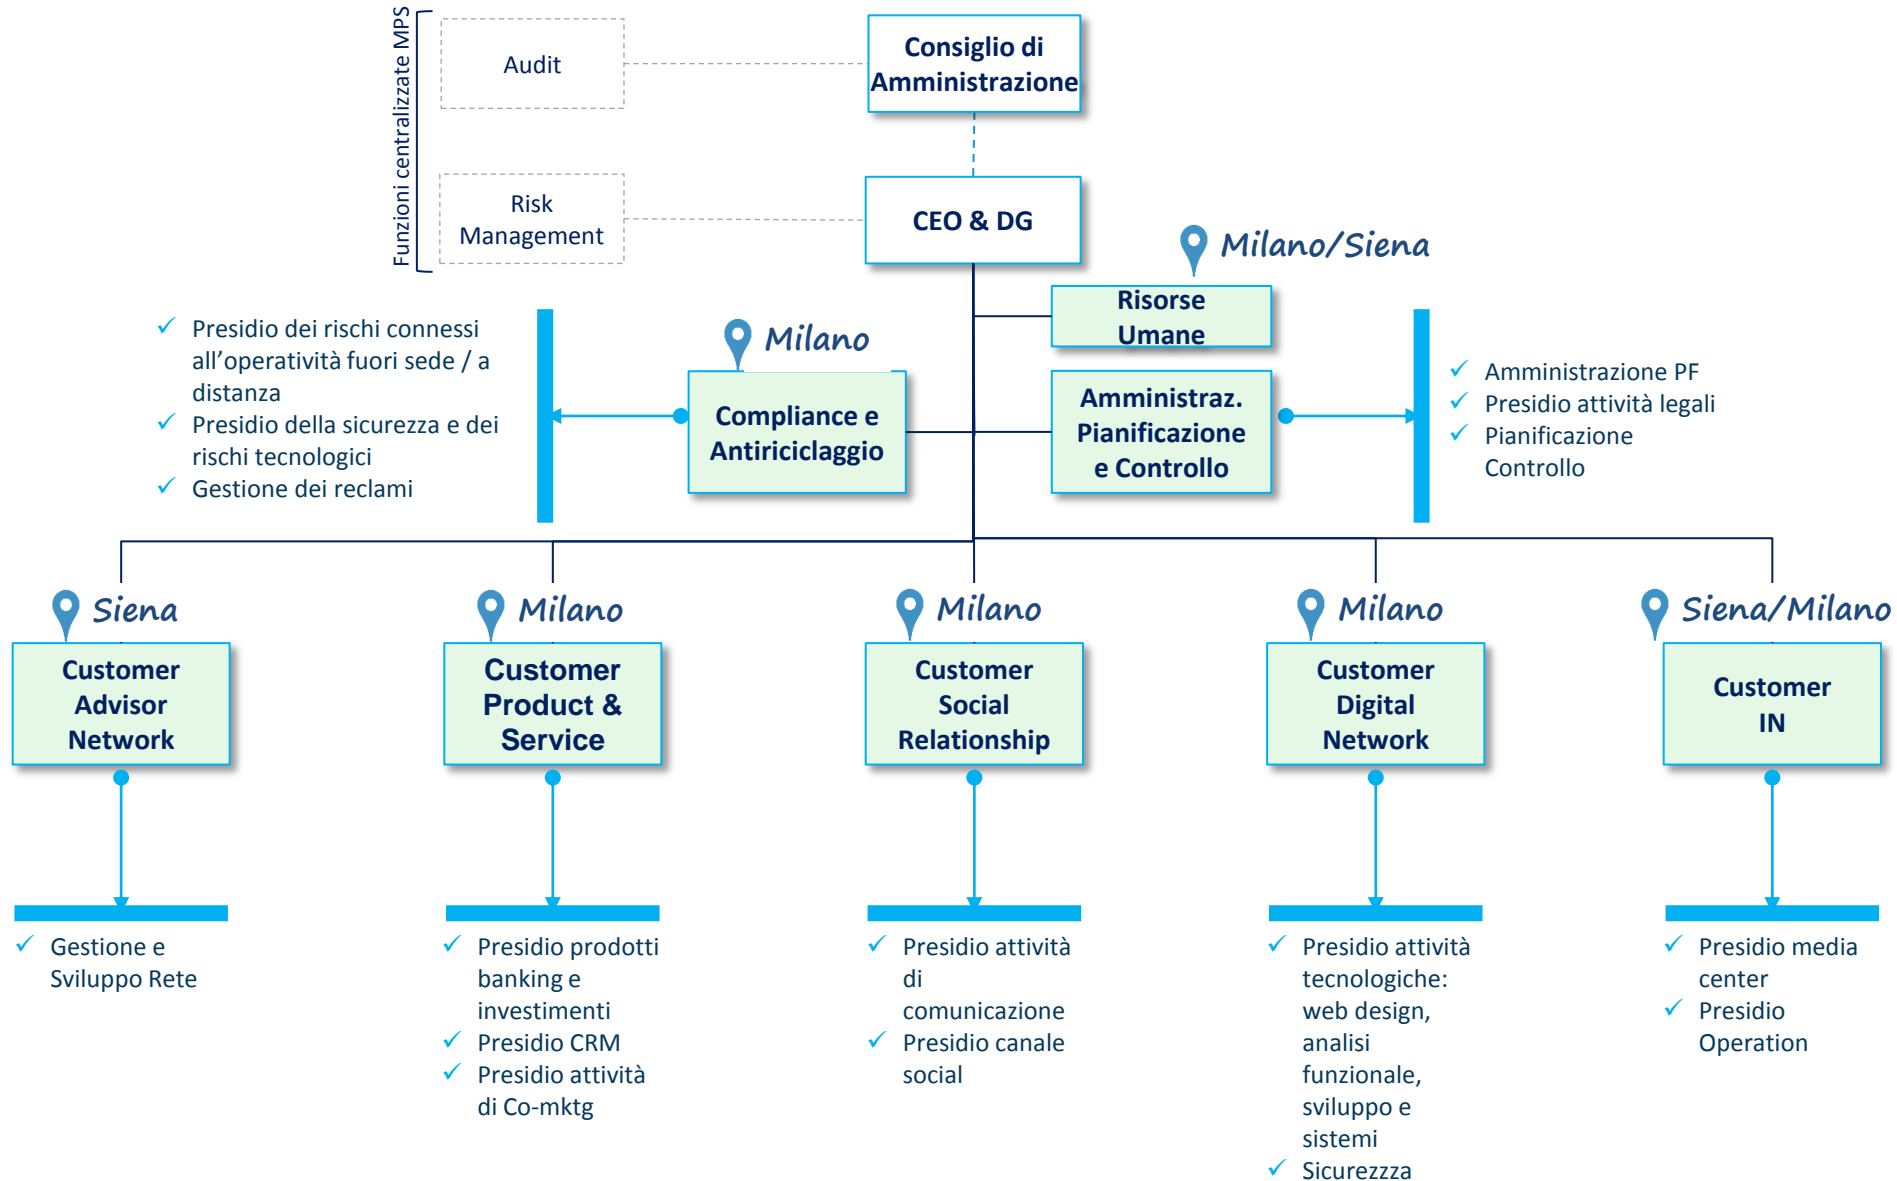 Funzioni centralizzate MPS
Audit
Consiglio di
Amministrazione
Risk
Management
CEO & DG
Milano/Siena
Risorse
Umane
Presidio dei rischi connessi
all'operatività fuori sede / a
distanza
Presidio della sicurezza e dei
rischi tecnologici
Gestione dei reclami
Milano
Compliance e
Antiriciclaggio
Amministraz.
Pianificazione
e Controllo
Amministrazione PF
Presidio attività legali
Pianificazione
Controllo
Siena
Customer
Advisor
Network
Gestione e
Sviluppo Rete
Milano
Customer
Product &
Service
Presidio prodotti
banking e
investimenti
Presidio CRM
Presidio attività
di Co-mktg
Milano
Customer
Social
Relationship
Presidio attività
di
comunicazione
Presidio canale
social
Milano
Customer
Digital
Network
Presidio attività
tecnologiche:
web design,
analisi
funzionale,
sviluppo e
sistemi
Sicurezzza
Siena/Milano
Customer
IN
Presidio media
center
Presidio
Operation